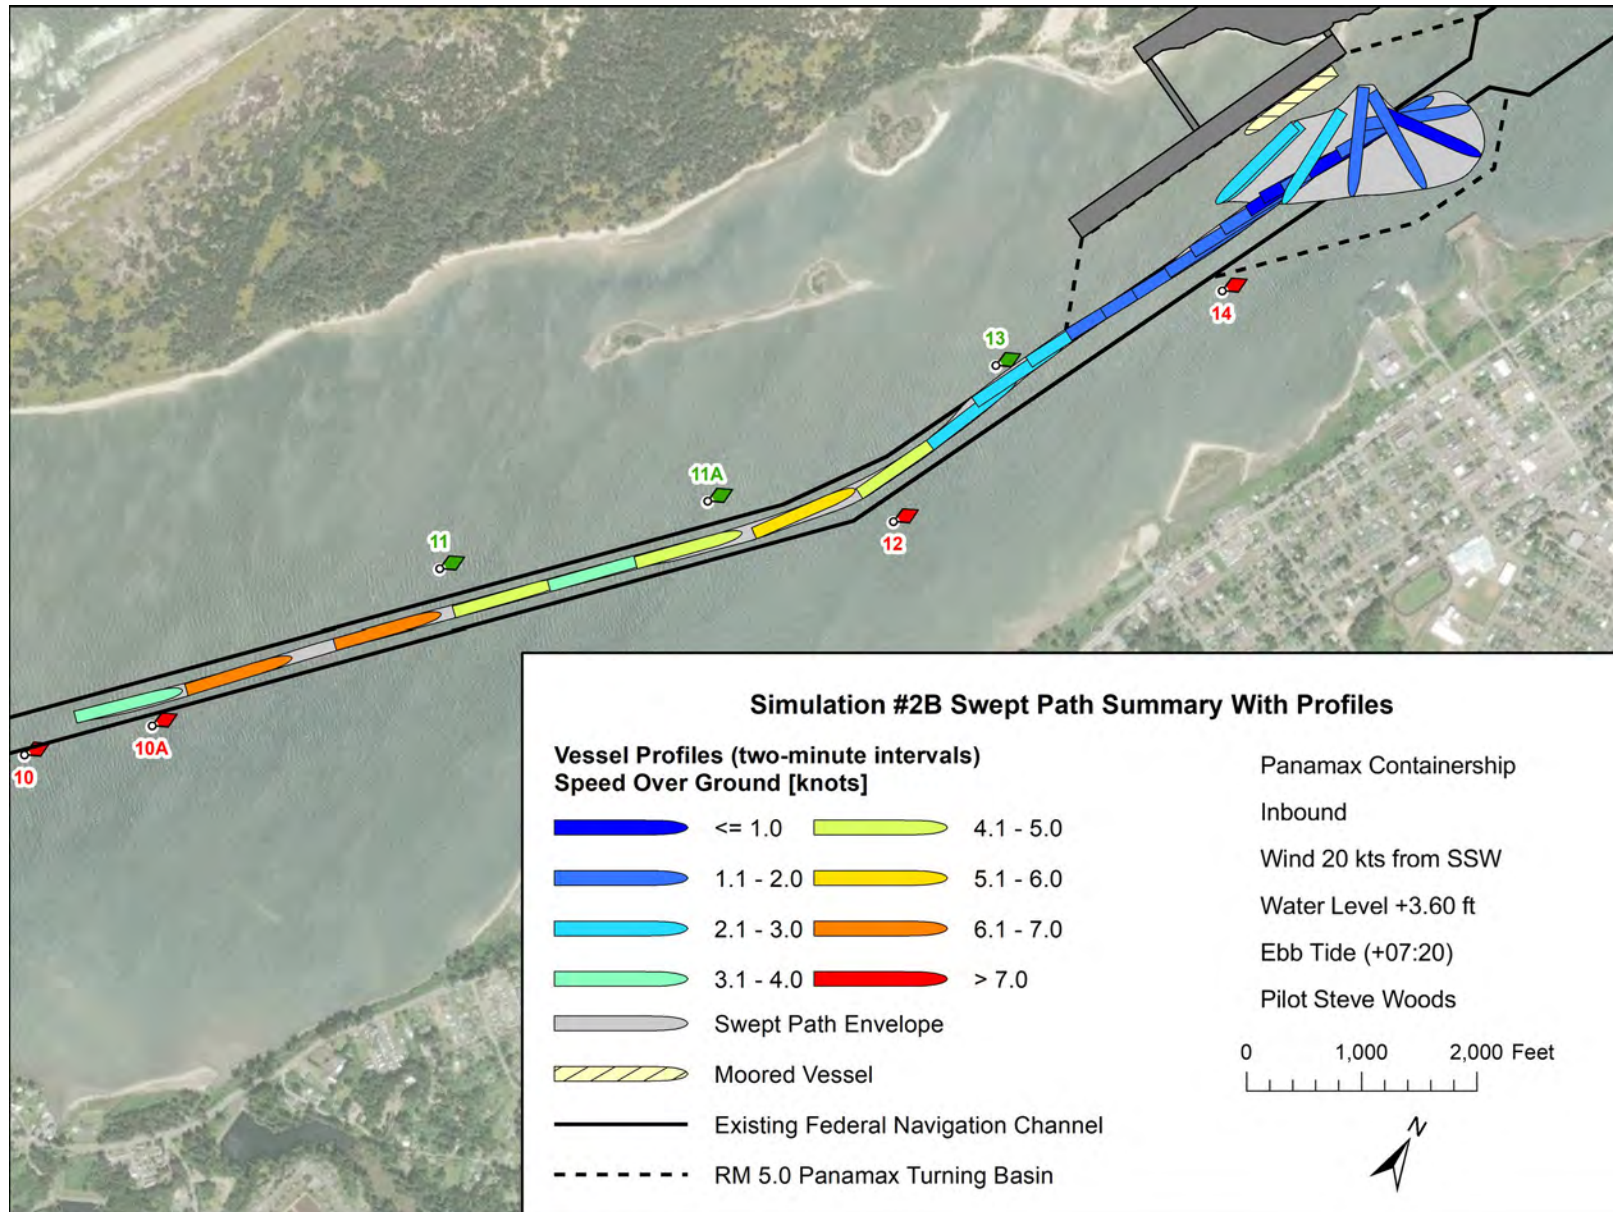 13
14
11A
12
11
10A
10
Simulation #2B Swept Path Summary With Profiles
Vessel Profiles (two-minute intervals)
Speed Over Ground [knots]
<= 1.0
4.1 - 5.0
1.1 - 2.0
5.1 - 6.0
2.1 - 3.0
6.1 - 7.0
3.1 - 4.0
> 7.0
Swept Path Envelope
Moored Vessel
Existing Federal Navigation Channel
RM 5.0 Panamax Turning Basin
Panamax Containership
Inbound
Wind 20 kts from SSW
Water Level +3.60 ft
Ebb Tide (+07:20)
Pilot Steve Woods
0 1,000 2,000 Feet
N